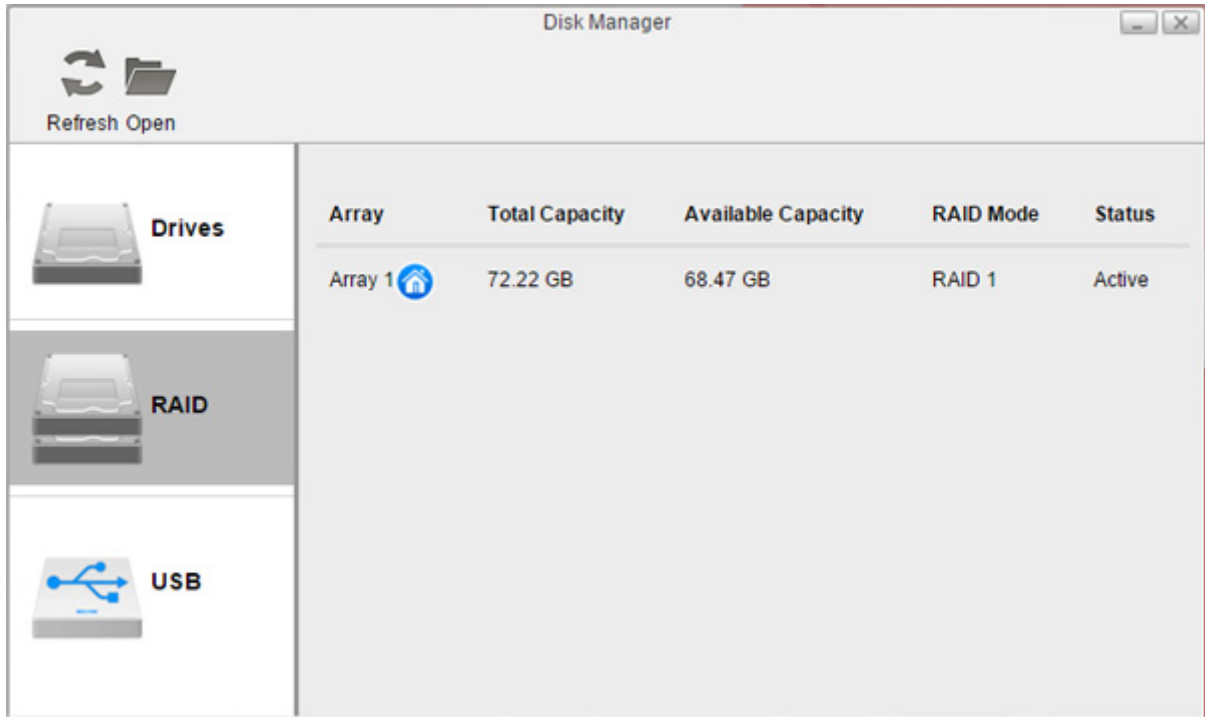 Disk Manager
Refresh Open
Drives
RAID
USB
Array Total Capacity Available Capacity RAID Mode Status
Array 1 72.22 GB 68.47 GB RAID 1 Active